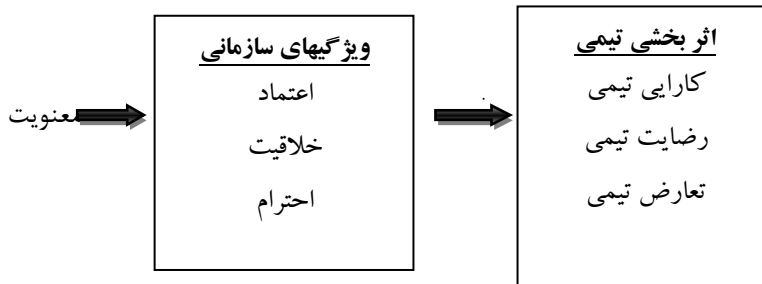 اثر بخشی تیمی
کارایی تیمی
رضایت تیمی
تعارض تیمی
ویژگیهای سازمانی
اعتماد
خلاقیت
احترام
معنویت